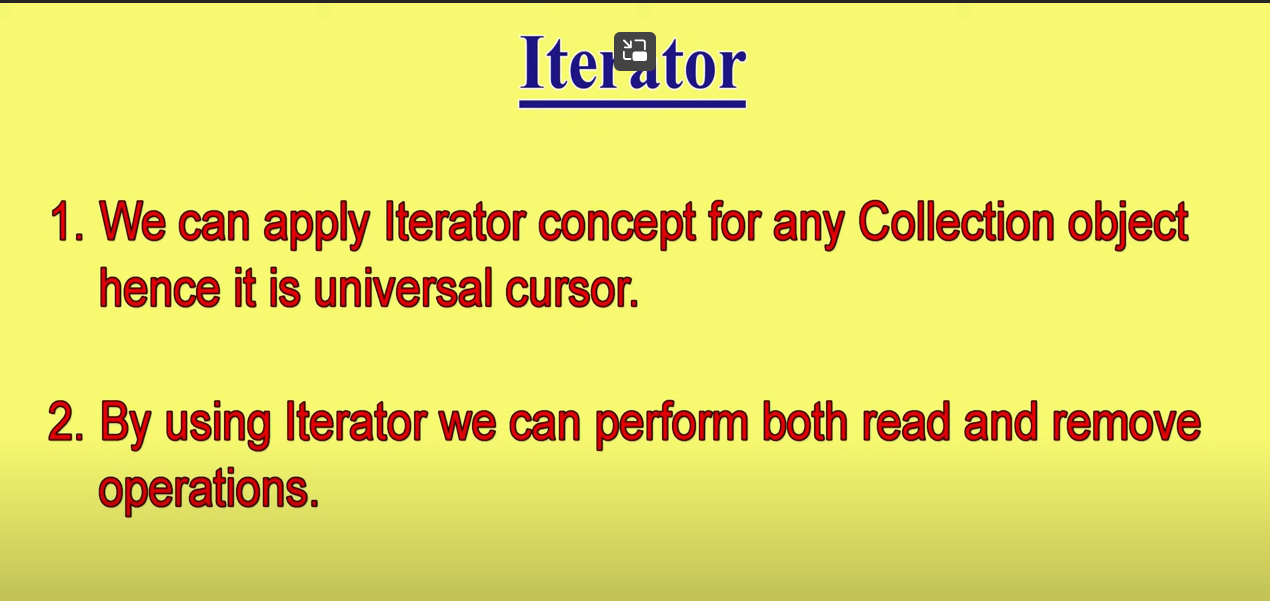 Iterator
1. We can apply Iterator concept for any Collection object
hence it is universal cursor.
2. By using Iterator we can perform both read and remove
operations.